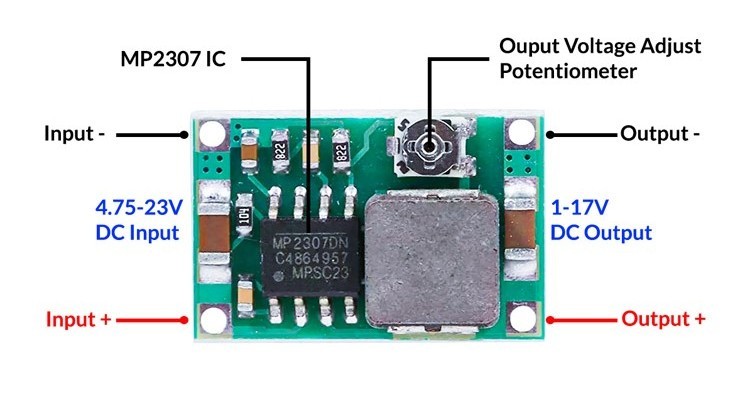 MP2307 IC
Ouput Voltage Adjust
Potentiometer
Input -
Output -
822
822
4.75-23V
DC Input
1-17V
DC Output
104
MP2307DN
C4864957
MPSC23
Input +
Output +